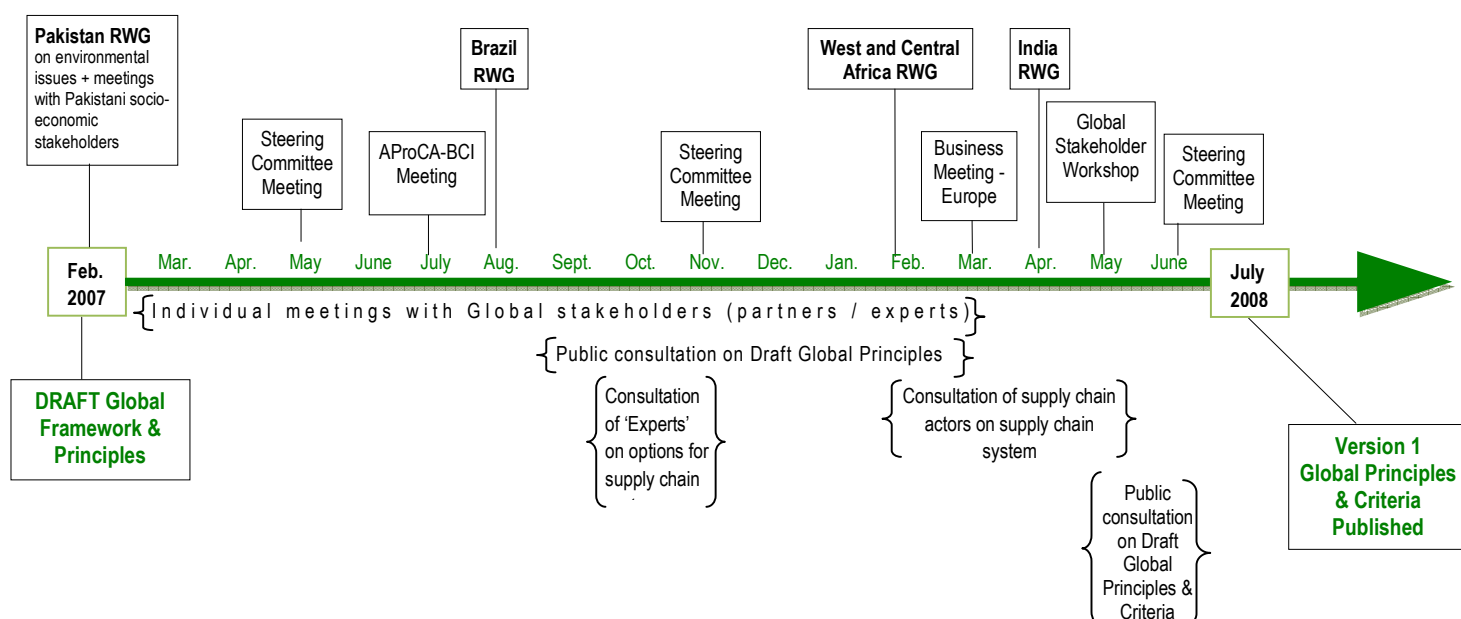 Pakistan RWG
on environmental
issues + meetings
with Pakistani socio-
economic
stakeholders
Steering
Committee
Meeting
AProCA-BCI
Meeting
Brazil
RWG
Steering
Committee
Meeting
West and Central
Africa RWG
Business
Meeting -
Europe
India
RWG
Global
Stakeholder
Workshop
Steering
Committee
Meeting
Feb.
2007
Mar.
Apr.
May
June
July
Aug.
Sept.
Oct.
Nov.
Dec.
Jan.
Feb.
Mar.
Apr.
May
June
July
2008
Individual meetings with Global stakeholders (partners / experts)
Public consultation on Draft Global Principles
Consultation
of ‘Experts’
on options for
supply chain
Consultation of supply chain
actors on supply chain
system
Public
consultation
on Draft
Global
Principles &
Criteria
DRAFT Global
Framework &
Principles
Version 1
Global Principles
& Criteria
Published